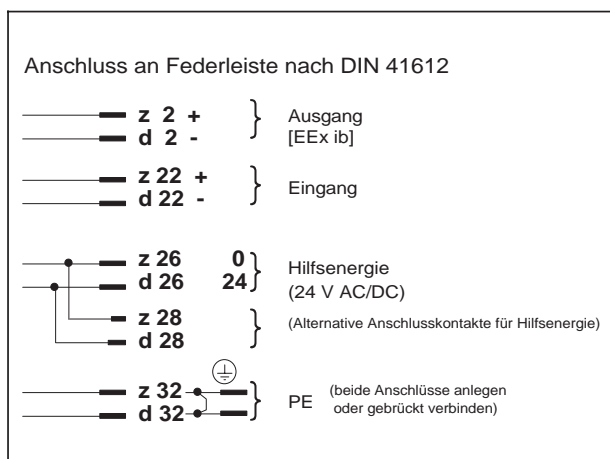 Anschluss an Federleiste nach DIN 41612
z 2 + Ausgang
d 2 - [EEx ib]
z 22 + Eingang
d 22 -
z 26 0 Hilfsenergie
d 26 24 (24 V AC/DC)
z 28 (Alternative Anschlusskontakte für Hilfsenergie)
d 28
z 32 PE (beide Anschlüsse anlegen
d 32 oder gebrückt verbinden)